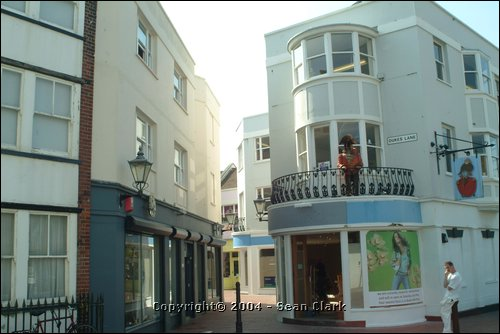 DUKES LANE
Copyright © 2004 - Sean Clark